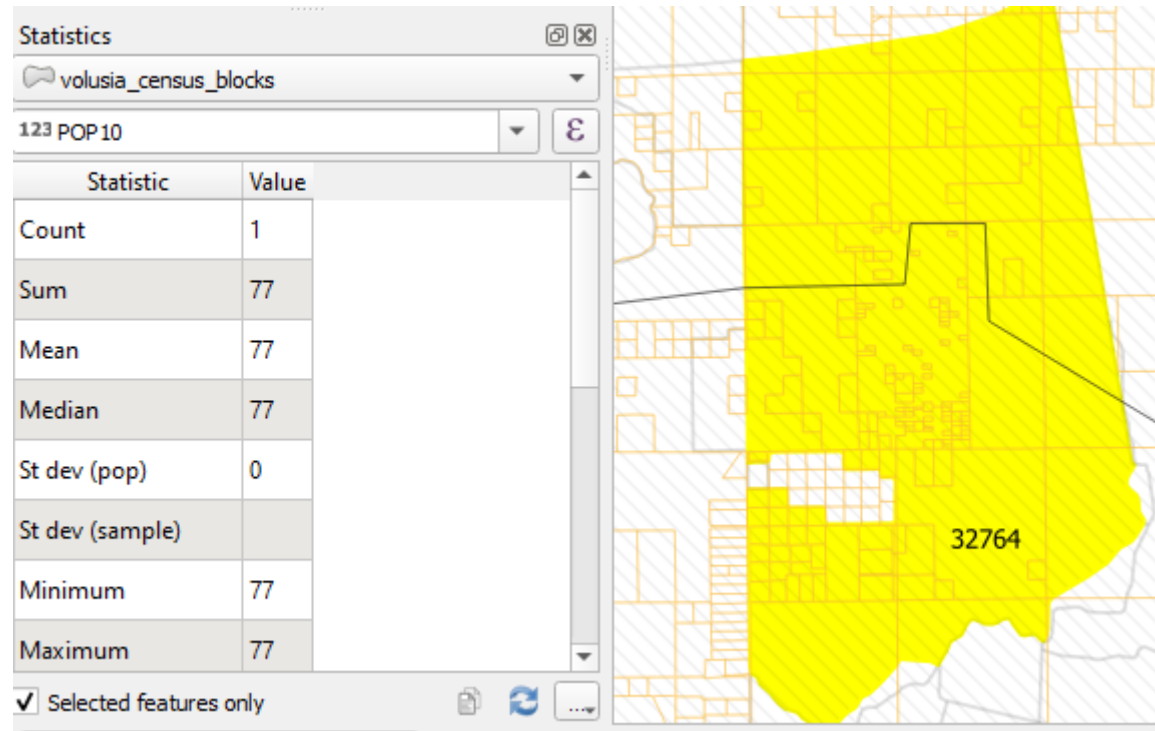 Statistics
volusia_census_blocks
123 POP10
ε
Statistic Value
Count 1
Sum 77
Mean 77
Median 77
St dev (pop) 0
St dev (sample)
Minimum 77
Maximum 77
Selected features only
...
32764